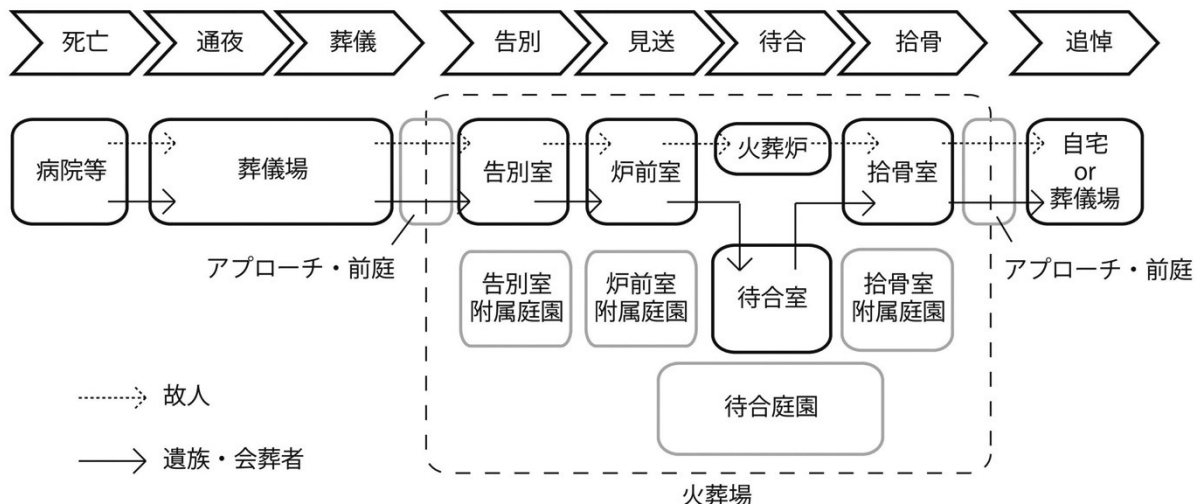 死亡
通夜
葬儀
告別
見送
待合
拾骨
追悼
病院等
葬儀場
告別室
炉前室
火葬炉
拾骨室
自宅
or
葬儀場
アプローチ・前庭
アプローチ・前庭
告別室
附属庭園
炉前室
附属庭園
待合室
拾骨室
附属庭園
待合庭園
故人
遺族・会葬者
火葬場